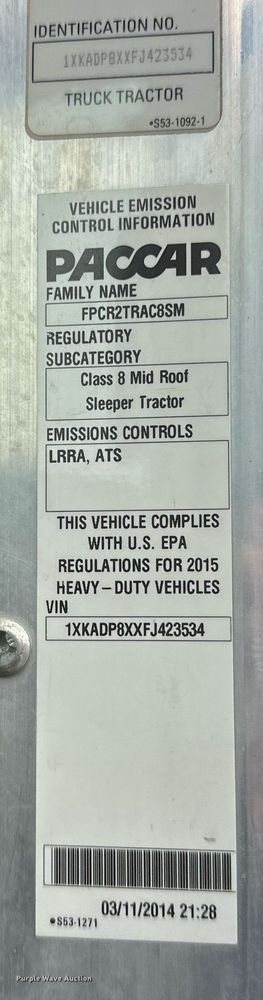 IDENTIFICATION NO.
1XKADP8XXFJ423534
TRUCK TRACTOR
•S53-1092-1
VEHICLE EMISSION
CONTROL INFORMATION
PACCAR
FAMILY NAME
FPCR2TRAC8SM
REGULATORY
SUBCATEGORY
Class 8 Mid Roof
Sleeper Tractor
EMISSIONS CONTROLS
LRRA, ATS
THIS VEHICLE COMPLIES
WITH U.S. EPA
REGULATIONS FOR 2015
HEAVY–DUTY VEHICLES
VIN
1XKADP8XXFJ423534
03/11/2014 21:28
•S53-1271
Purple Wave Auction